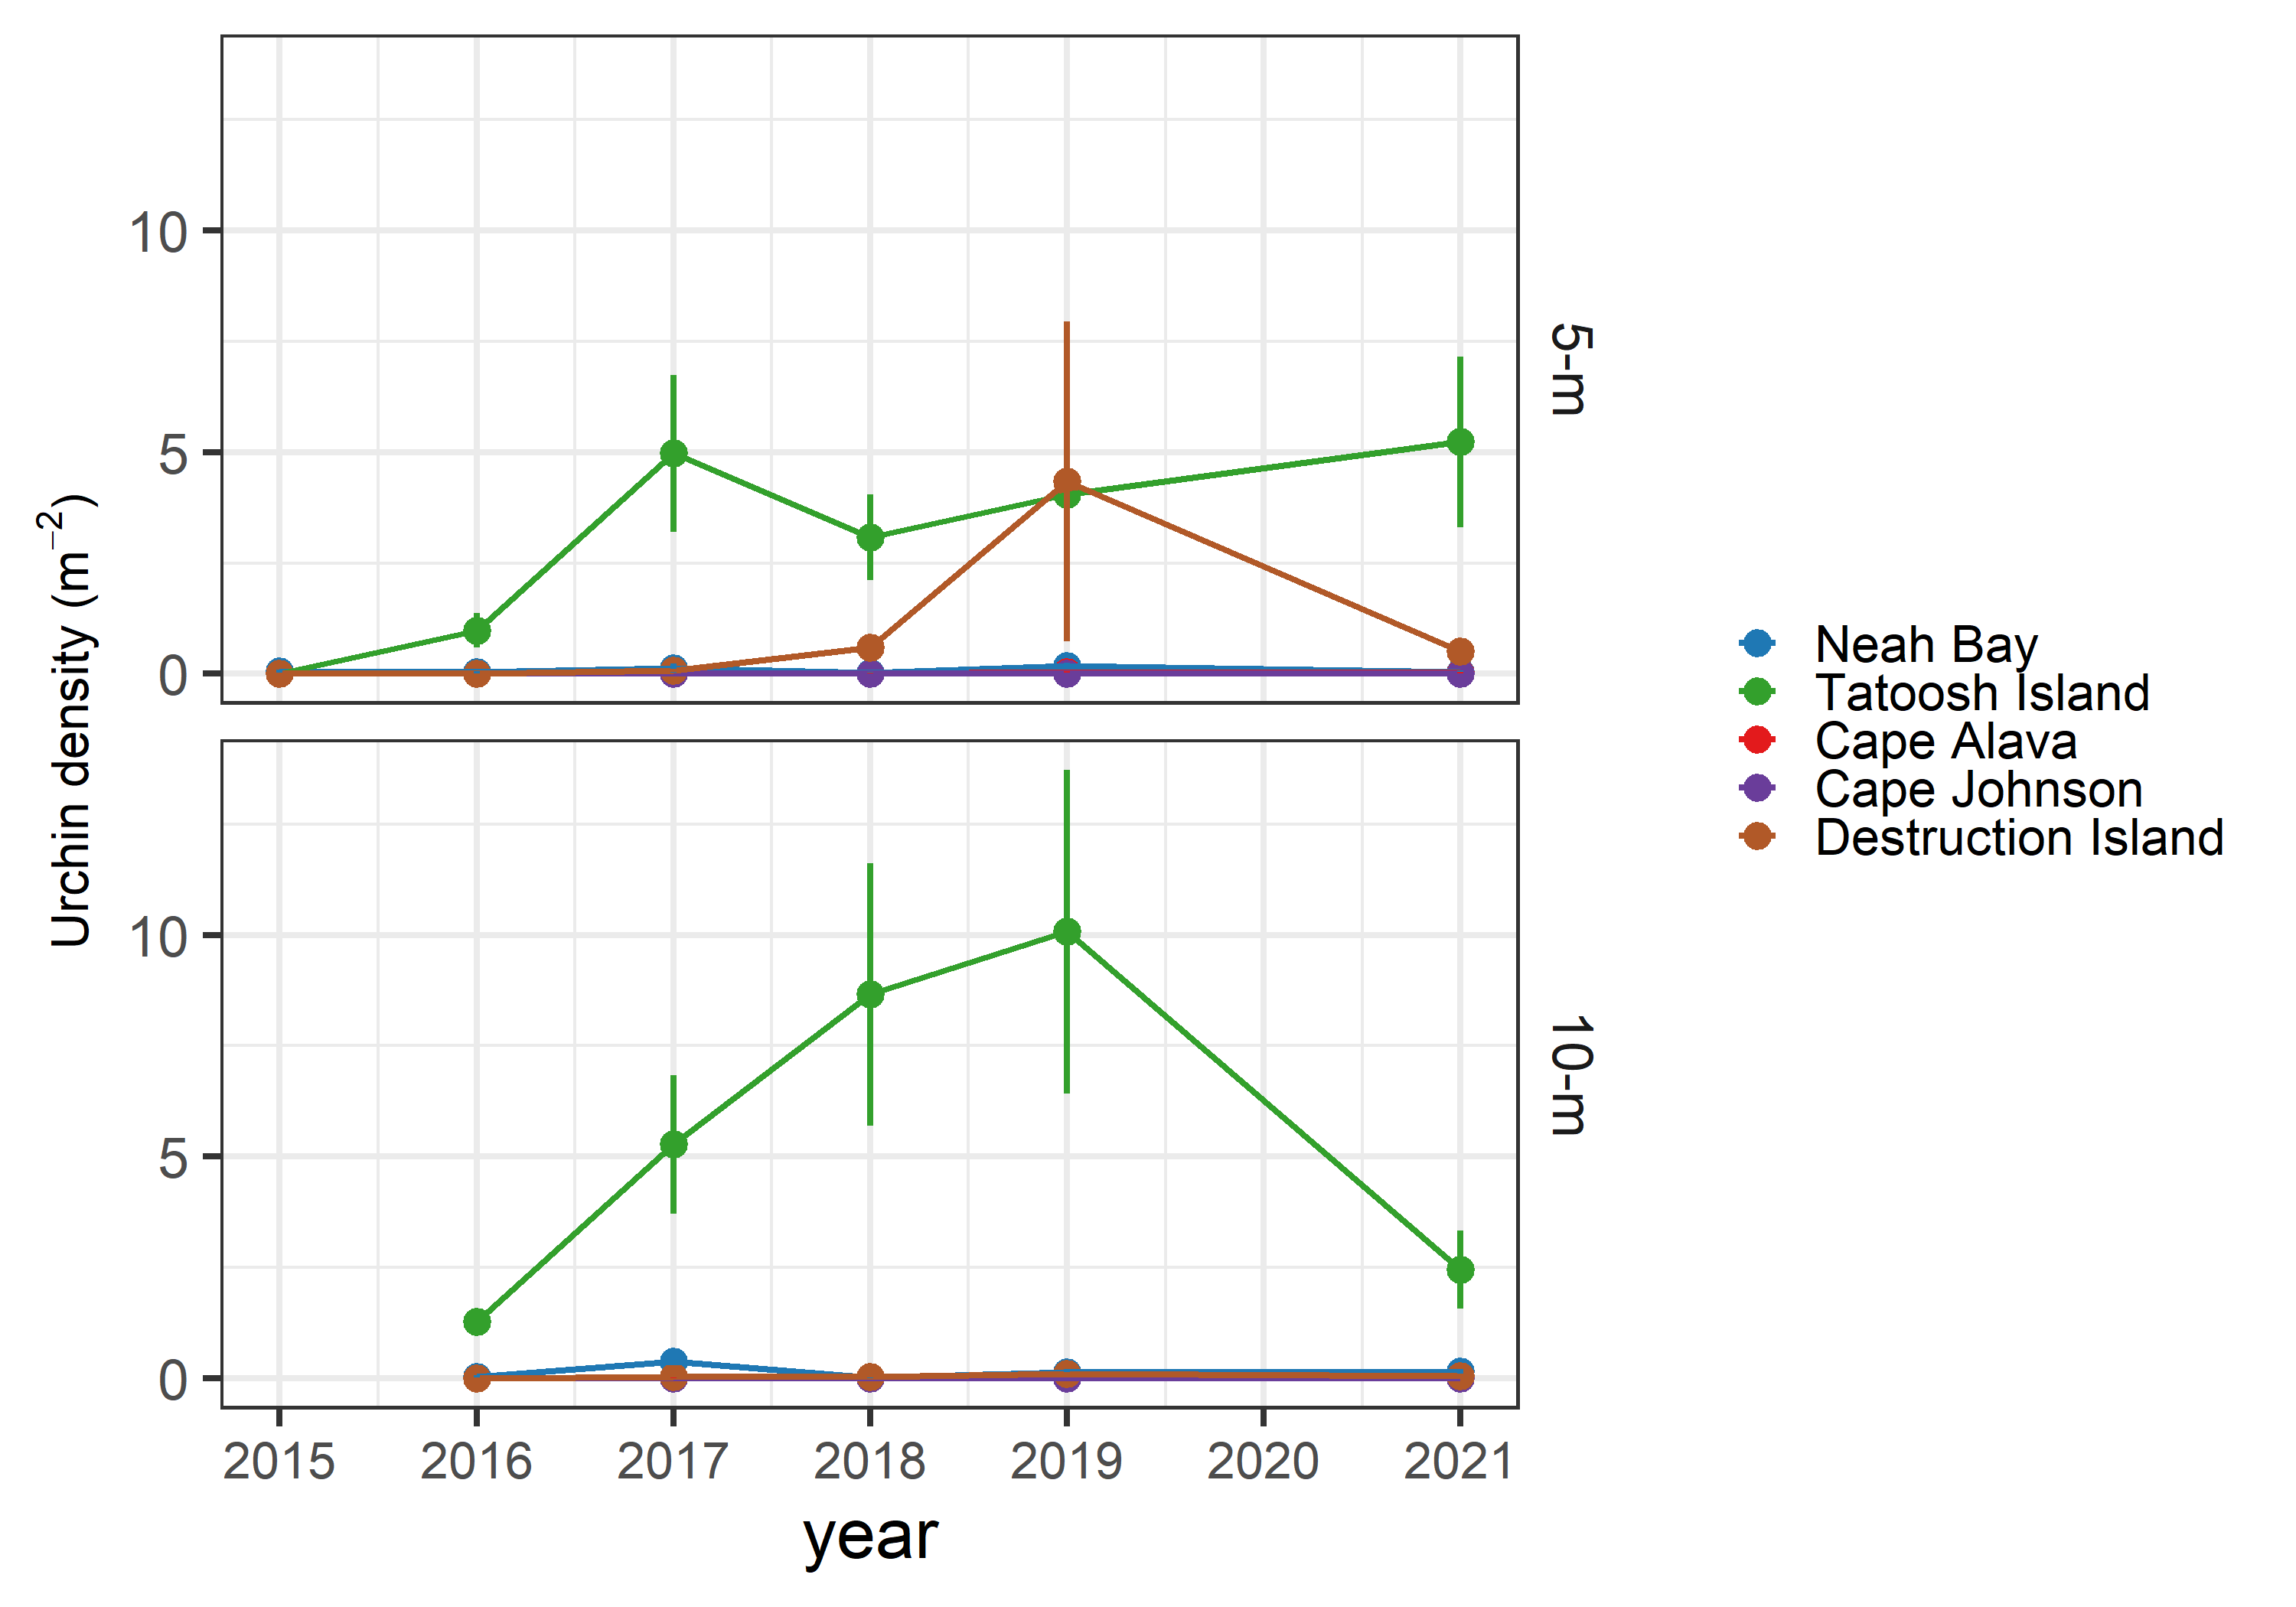 Urchin density (m⁻²)
10
5
0
5-m
10
5
0
10-m
2015 2016 2017 2018 2019 2020 2021
year
Neah Bay
Tatoosh Island
Cape Alava
Cape Johnson
Destruction Island